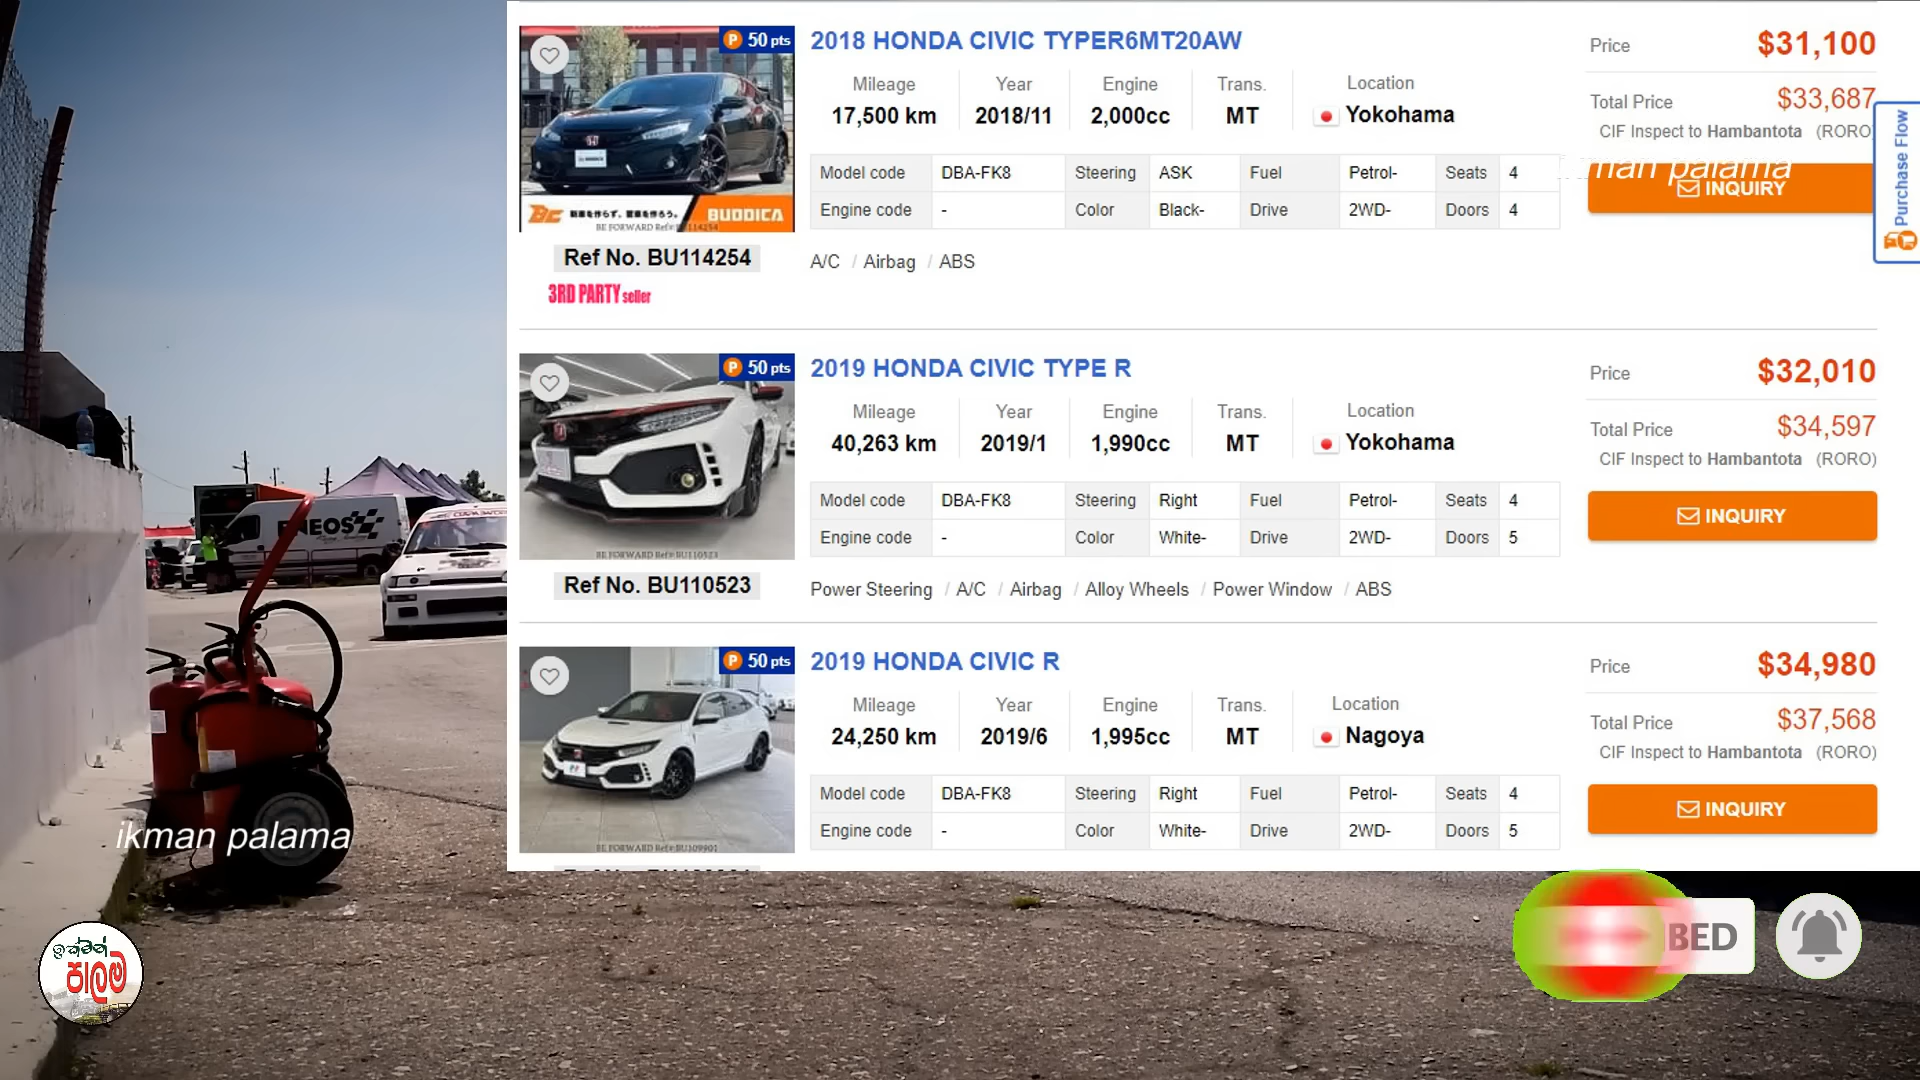 50 pts
2018 HONDA CIVIC TYPER6MT20AW
Price $31,100
Mileage Year Engine Trans. Location
17,500 km 2018/11 2,000cc MT Yokohama
Total Price $33,687
CIF Inspect to Hambantota (RORO)
Purchase Flow
Model code DBA-FK8 Steering ASK Fuel Petrol- Seats 4
Engine code - Color Black- Drive 2WD- Doors 4
INQUIRY
BUDDICA
Ref No. BU114254
A/C / Airbag / ABS
3RD PARTY seller
50 pts
2019 HONDA CIVIC TYPE R
Price $32,010
Mileage Year Engine Trans. Location
40,263 km 2019/1 1,990cc MT Yokohama
Total Price $34,597
CIF Inspect to Hambantota (RORO)
Model code DBA-FK8 Steering Right Fuel Petrol- Seats 4
Engine code - Color White- Drive 2WD- Doors 5
INQUIRY
BE FORWARD Ref#:BU110523
Ref No. BU110523
Power Steering / A/C / Airbag / Alloy Wheels / Power Window / ABS
50 pts
2019 HONDA CIVIC R
Price $34,980
Mileage Year Engine Trans. Location
24,250 km 2019/6 1,995cc MT Nagoya
Total Price $37,568
CIF Inspect to Hambantota (RORO)
Model code DBA-FK8 Steering Right Fuel Petrol- Seats 4
Engine code - Color White- Drive 2WD- Doors 5
INQUIRY
ENEOS
ikman palama
ඉක්මන්
පාලම
BED